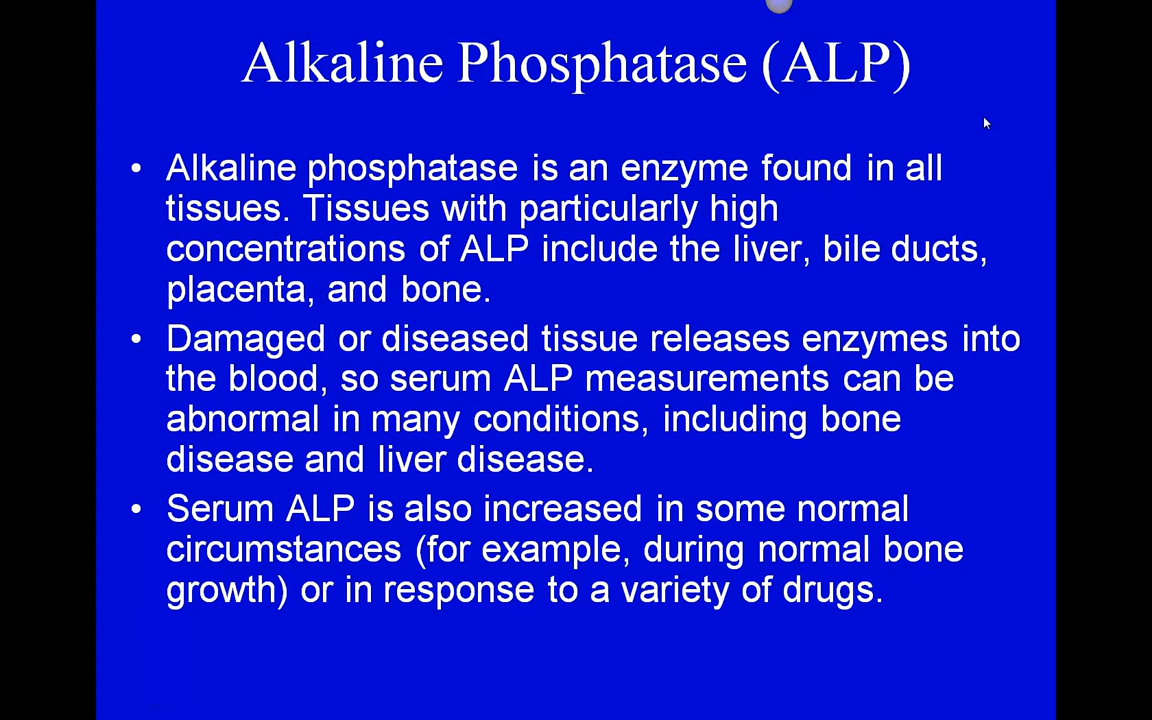 Alkaline Phosphatase (ALP)
• Alkaline phosphatase is an enzyme found in all
tissues. Tissues with particularly high
concentrations of ALP include the liver, bile ducts,
placenta, and bone.
• Damaged or diseased tissue releases enzymes into
the blood, so serum ALP measurements can be
abnormal in many conditions, including bone
disease and liver disease.
• Serum ALP is also increased in some normal
circumstances (for example, during normal bone
growth) or in response to a variety of drugs.